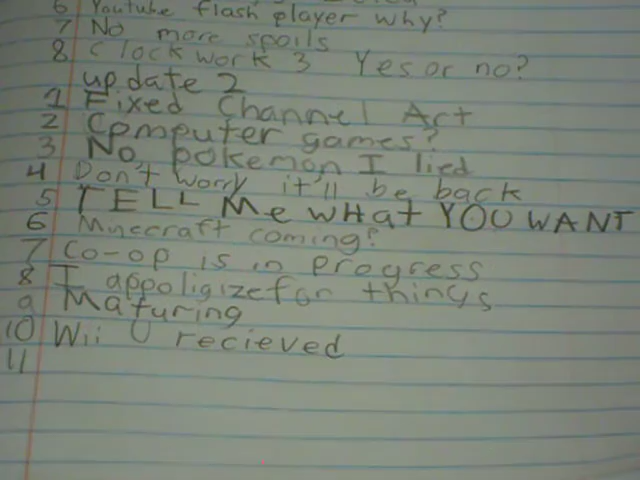 6 Youtube flash player why?
7 No more spoils
8 Clockwork 3 Yes or no?
update 2
1 Fixed Channel Art
2 Computer games?
3 No pokemon I lied
4 Don't worry it'll be back
5 TELL Me wHat YOU WANT
6 Minecraft coming?
7 Co-op is in progress
8 I appoligize for things
9 Maturing
10 Wii U recieved
11